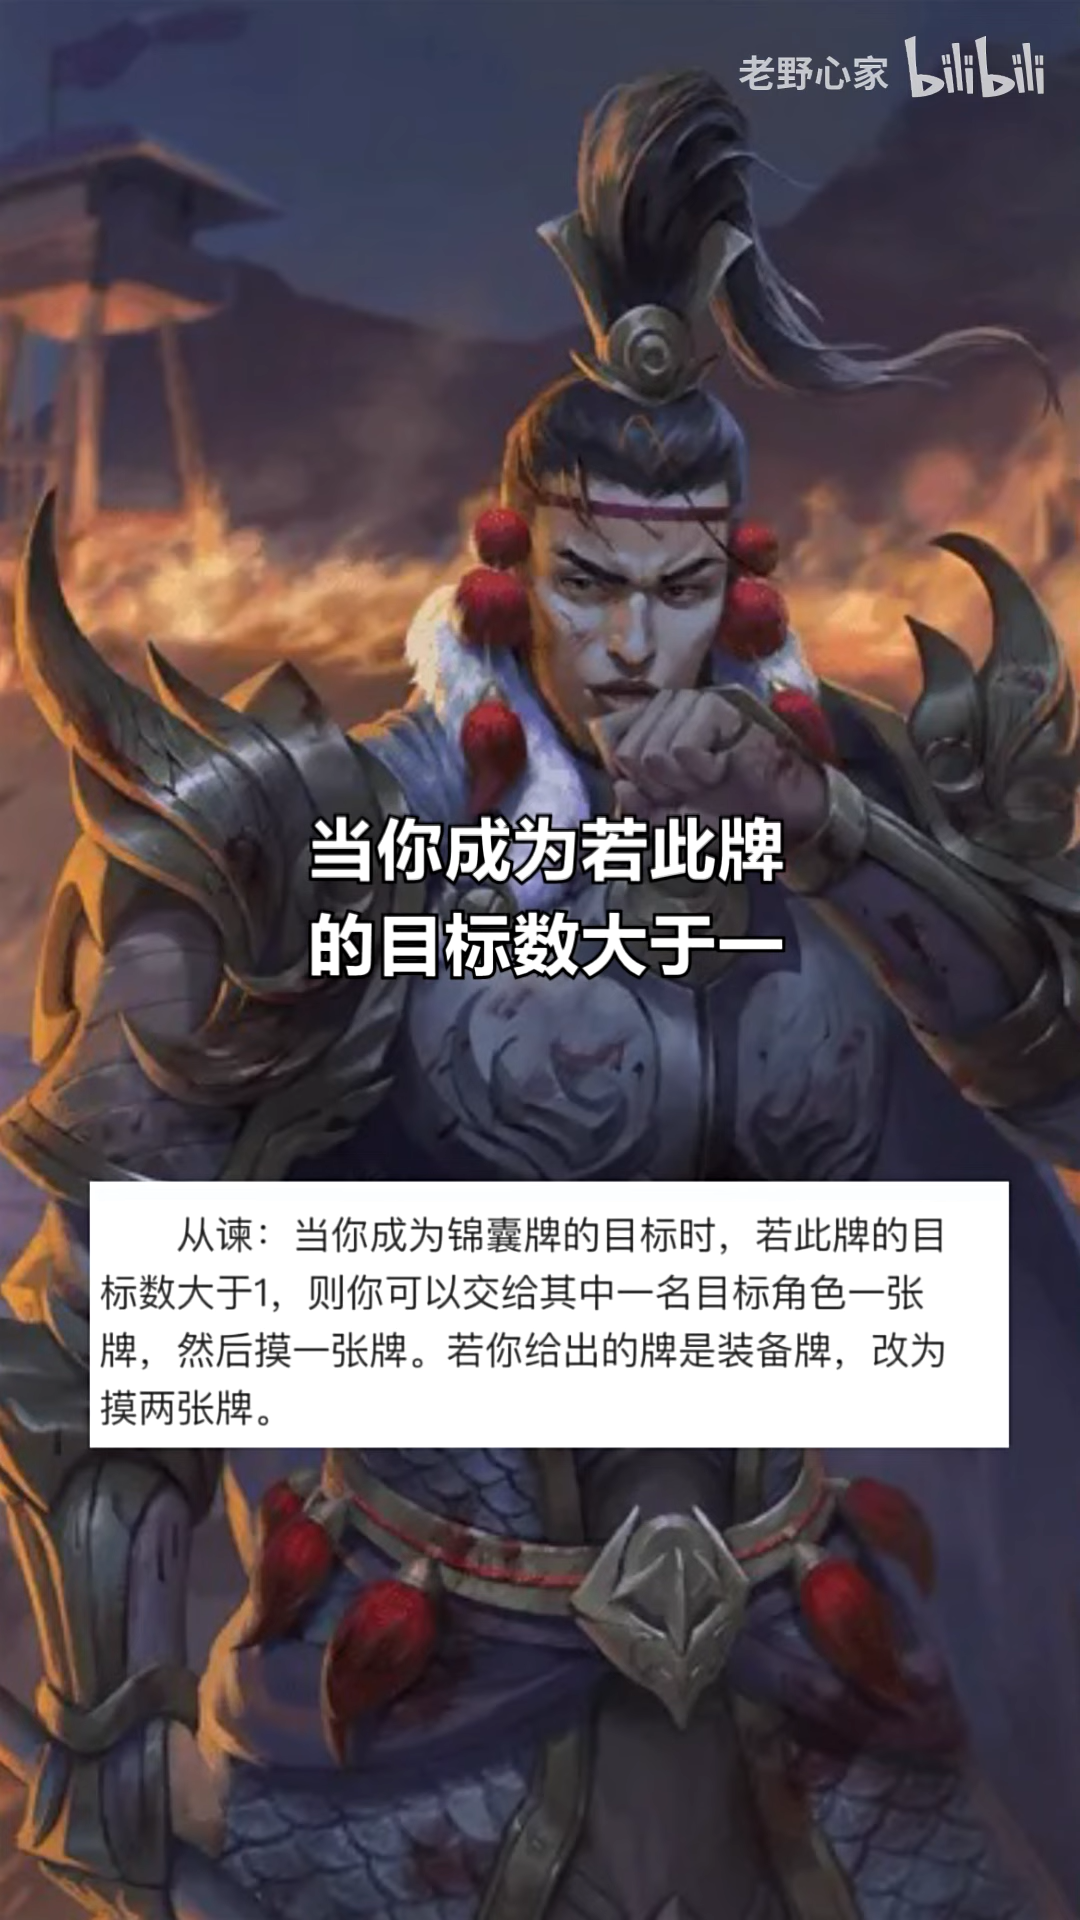 老野心家 bilibili
当你成为若此牌
的目标数大于一
从谏：当你成为锦囊牌的目标时，若此牌的目
标数大于1，则你可以交给其中一名目标角色一张
牌，然后摸一张牌。若你给出的牌是装备牌，改为
摸两张牌。